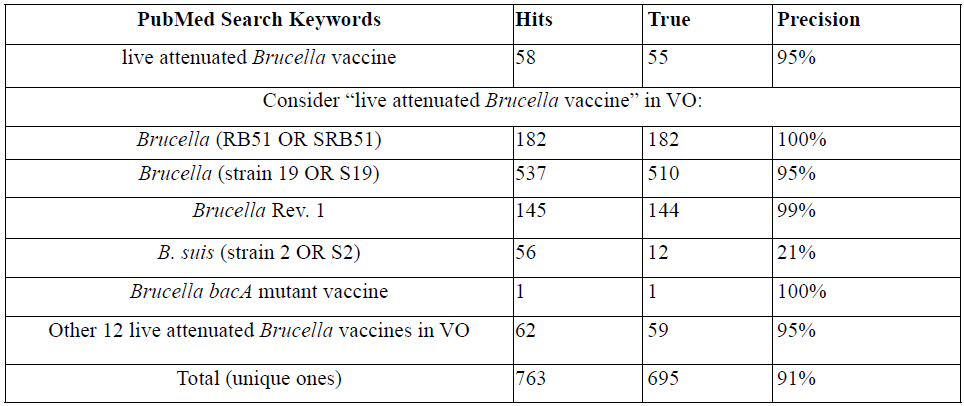 PubMed Search Keywords Hits True Precision
live attenuated Brucella vaccine 58 55 95%
Consider “live attenuated Brucella vaccine” in VO:
Brucella (RB51 OR SRB51) 182 182 100%
Brucella (strain 19 OR S19) 537 510 95%
Brucella Rev. 1 145 144 99%
B. suis (strain 2 OR S2) 56 12 21%
Brucella bacA mutant vaccine 1 1 100%
Other 12 live attenuated Brucella vaccines in VO 62 59 95%
Total (unique ones) 763 695 91%